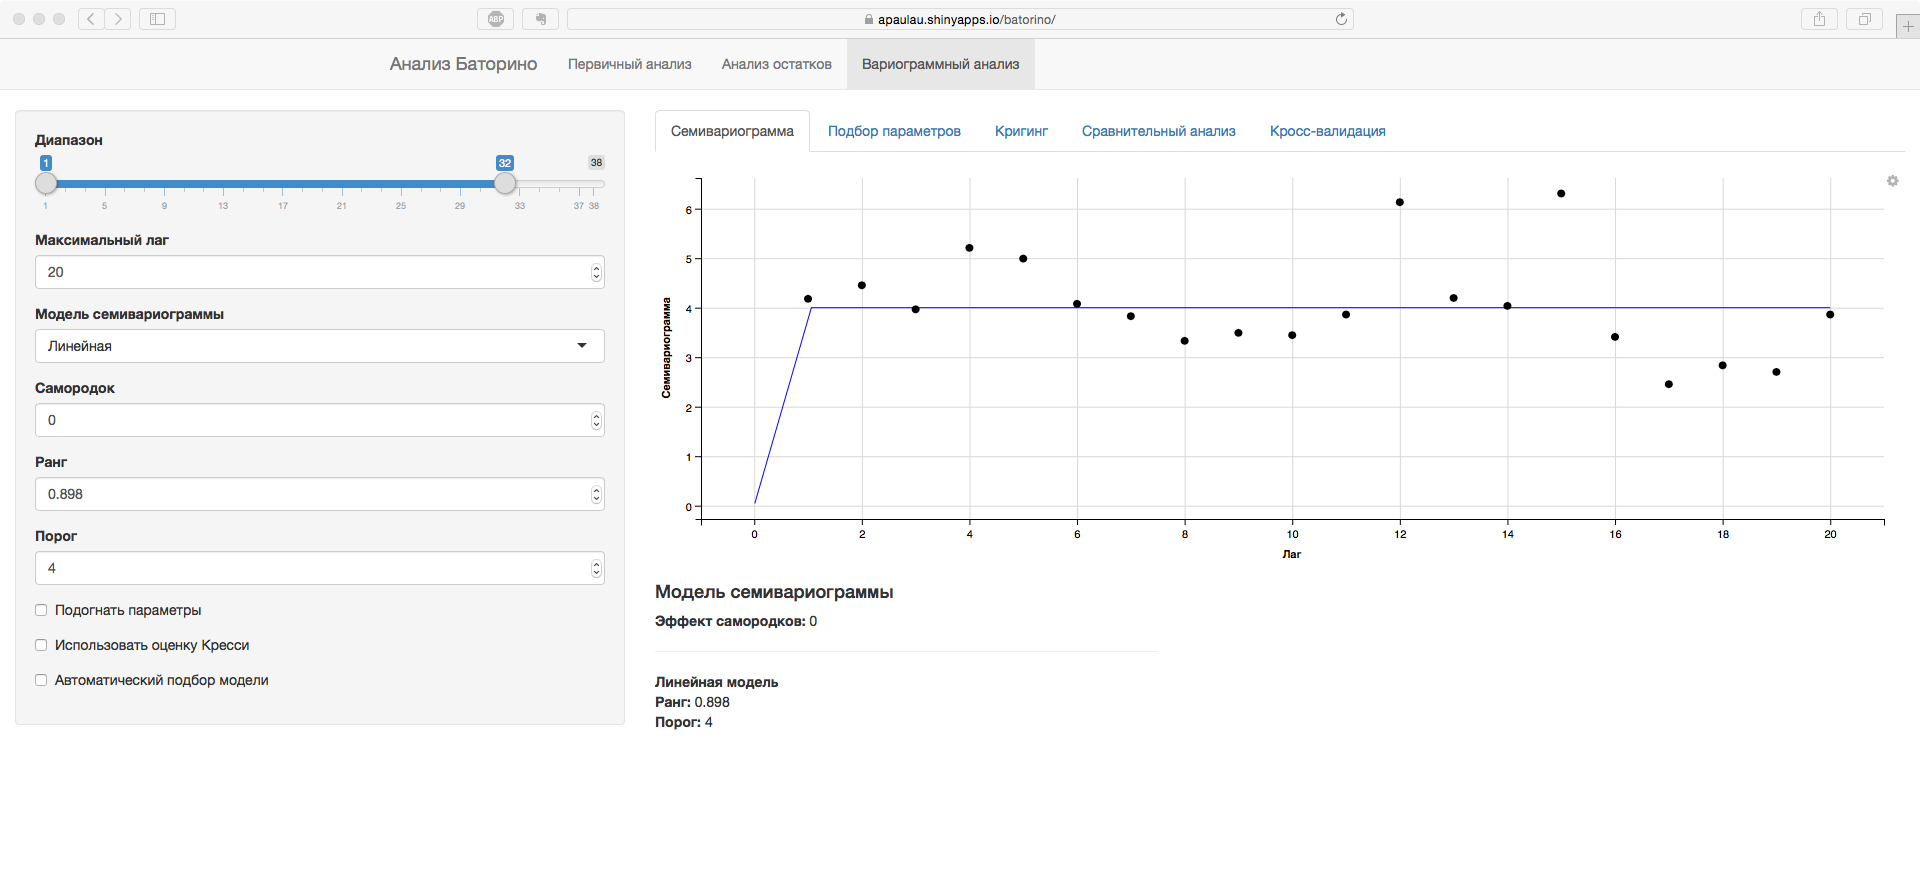 ABP
apaulau.shinyapps.io/batorino/
Анализ Баторино Первичный анализ Анализ остатков Вариограммный анализ
Диапазон
1 32 38
1 5 9 13 17 21 25 29 33 37 38
Максимальный лаг
20
Модель семивариограммы
Линейная
Самородок
0
Ранг
0.898
Порог
4
Подогнать параметры
Использовать оценку Кресси
Автоматический подбор модели
Семивариограмма Подбор параметров Кригинг Сравнительный анализ Кросс-валидация
Семивариограмма
6
5
4
3
2
1
0
0 2 4 6 8 10 12 14 16 18 20
Лаг
Модель семивариограммы
Эффект самородков: 0
Линейная модель
Ранг: 0.898
Порог: 4